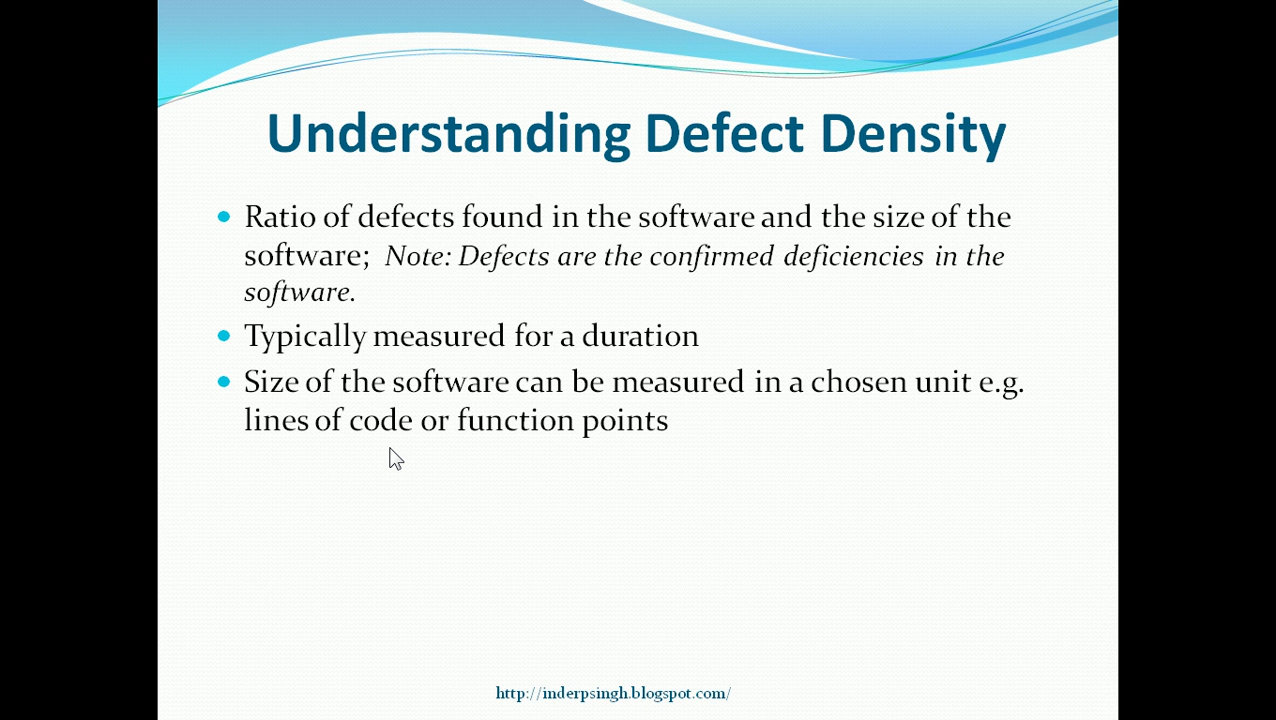 Understanding Defect Density
Ratio of defects found in the software and the size of the
software; Note: Defects are the confirmed deficiencies in the
software.
Typically measured for a duration
Size of the software can be measured in a chosen unit e.g.
lines of code or function points
http://inderpsingh.blogspot.com/